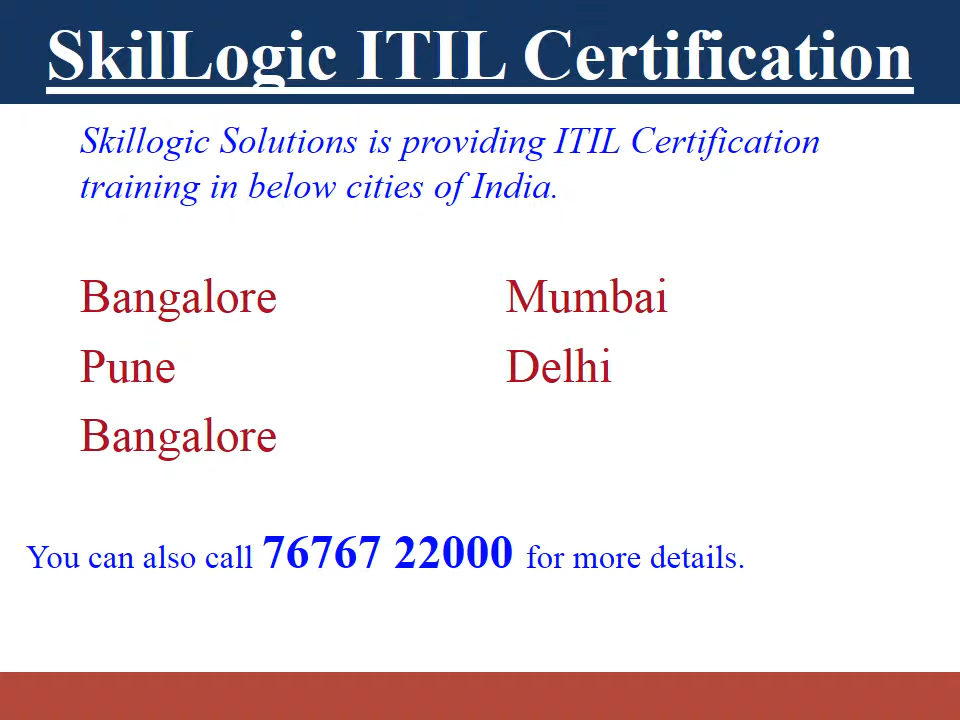 SkilLogic ITIL Certification
Skillogic Solutions is providing ITIL Certification
training in below cities of India.
Bangalore Mumbai
Pune Delhi
Bangalore
You can also call 76767 22000 for more details.